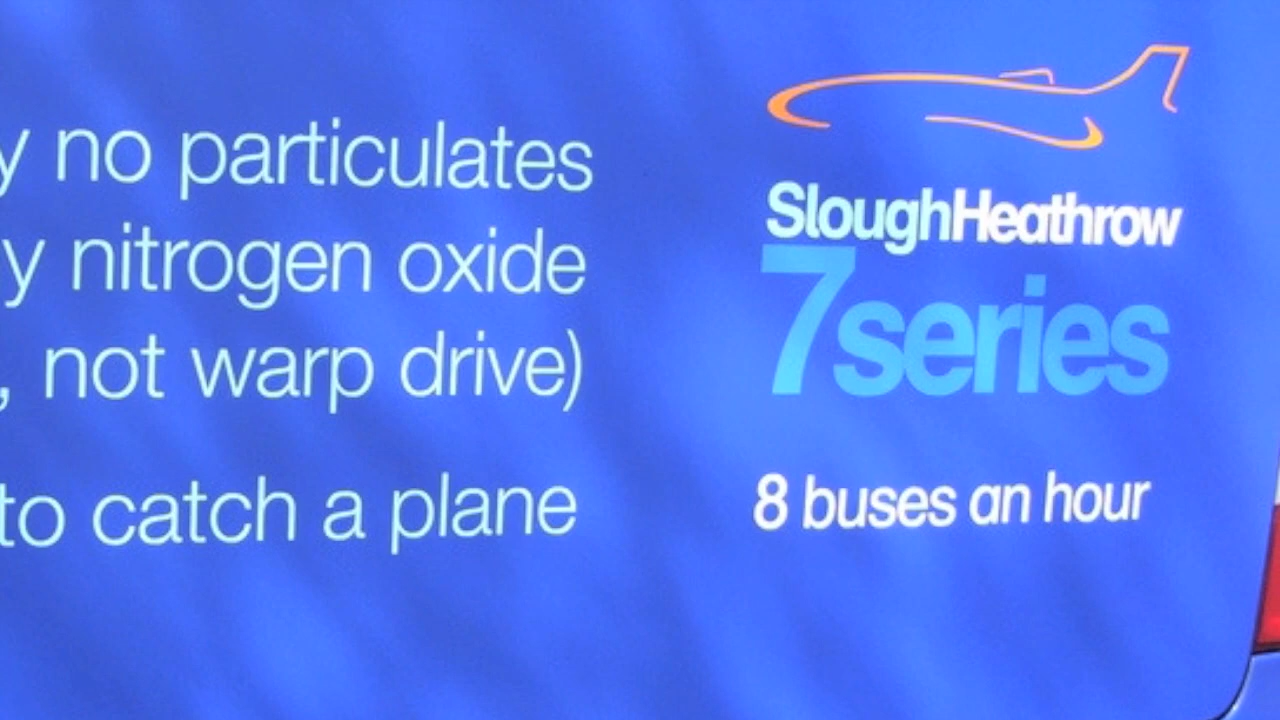 y no particulates
y nitrogen oxide
, not warp drive)
to catch a plane
SloughHeathrow
7series
8 buses an hour